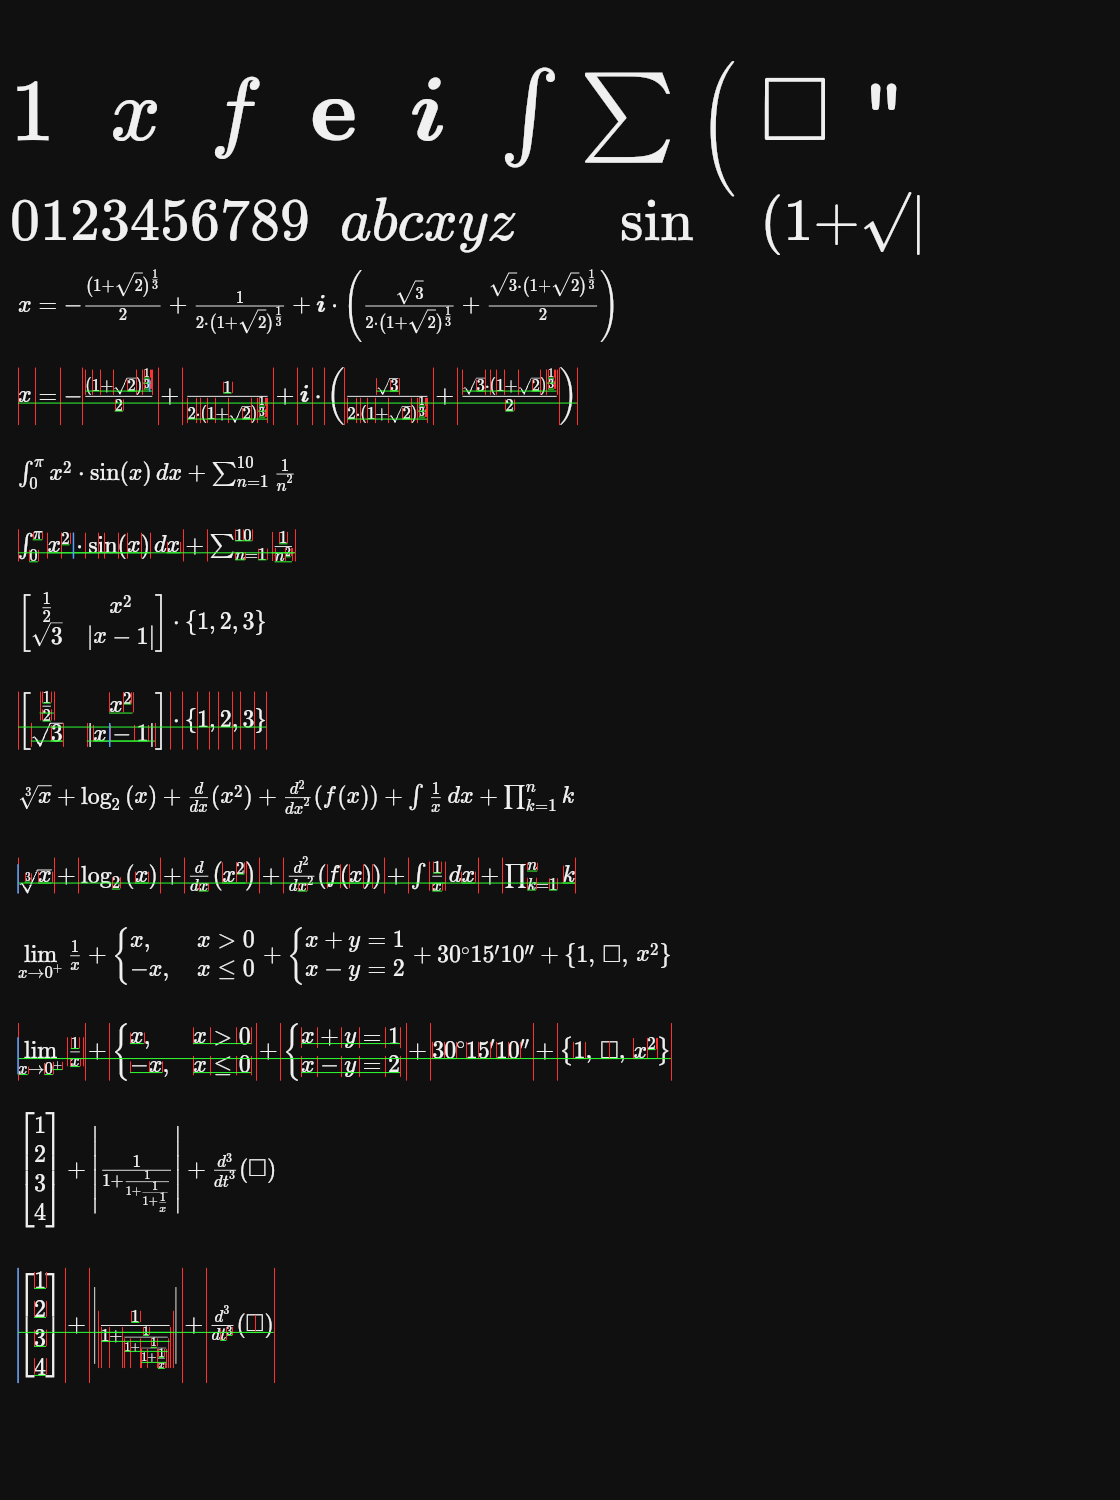 1 x f e i ∫ ∑ ( □ "
0123456789 abcxyz sin (1+√|
x = −(1+√2)^(1/3)/2 + 1/(2·(1+√2)^(1/3)) + i · (√3/(2·(1+√2)^(1/3)) + √3·(1+√2)^(1/3)/2)
x = −(1+√2)^(1/3)/2 + 1/(2·(1+√2)^(1/3)) + i · (√3/(2·(1+√2)^(1/3)) + √3·(1+√2)^(1/3)/2)
∫₀^π x² · sin(x) dx + ∑_{n=1}^{10} 1/n²
∫₀^π x² · sin(x) dx + ∑_{n=1}^{10} 1/n²
[1/2 x²
√3 |x − 1|] · {1, 2, 3}
[1/2 x²
√3 |x − 1|] · {1, 2, 3}
∛x + log₂(x) + d/dx(x²) + d²/dx²(f(x)) + ∫ 1/x dx + ∏_{k=1}^{n} k
∛x + log₂(x) + d/dx(x²) + d²/dx²(f(x)) + ∫ 1/x dx + ∏_{k=1}^{n} k
lim_{x→0⁺} 1/x + {x, x > 0; −x, x ≤ 0 + {x + y = 1; x − y = 2 + 30°15′10″ + {1, □, x²}
lim_{x→0⁺} 1/x + {x, x > 0; −x, x ≤ 0 + {x + y = 1; x − y = 2 + 30°15′10″ + {1, □, x²}
[1
2
3
4] + |1/(1+1/(1+1/(1+1/x)))| + d³/dt³(□)
[1
2
3
4] + |1/(1+1/(1+1/(1+1/x)))| + d³/dt³(□)